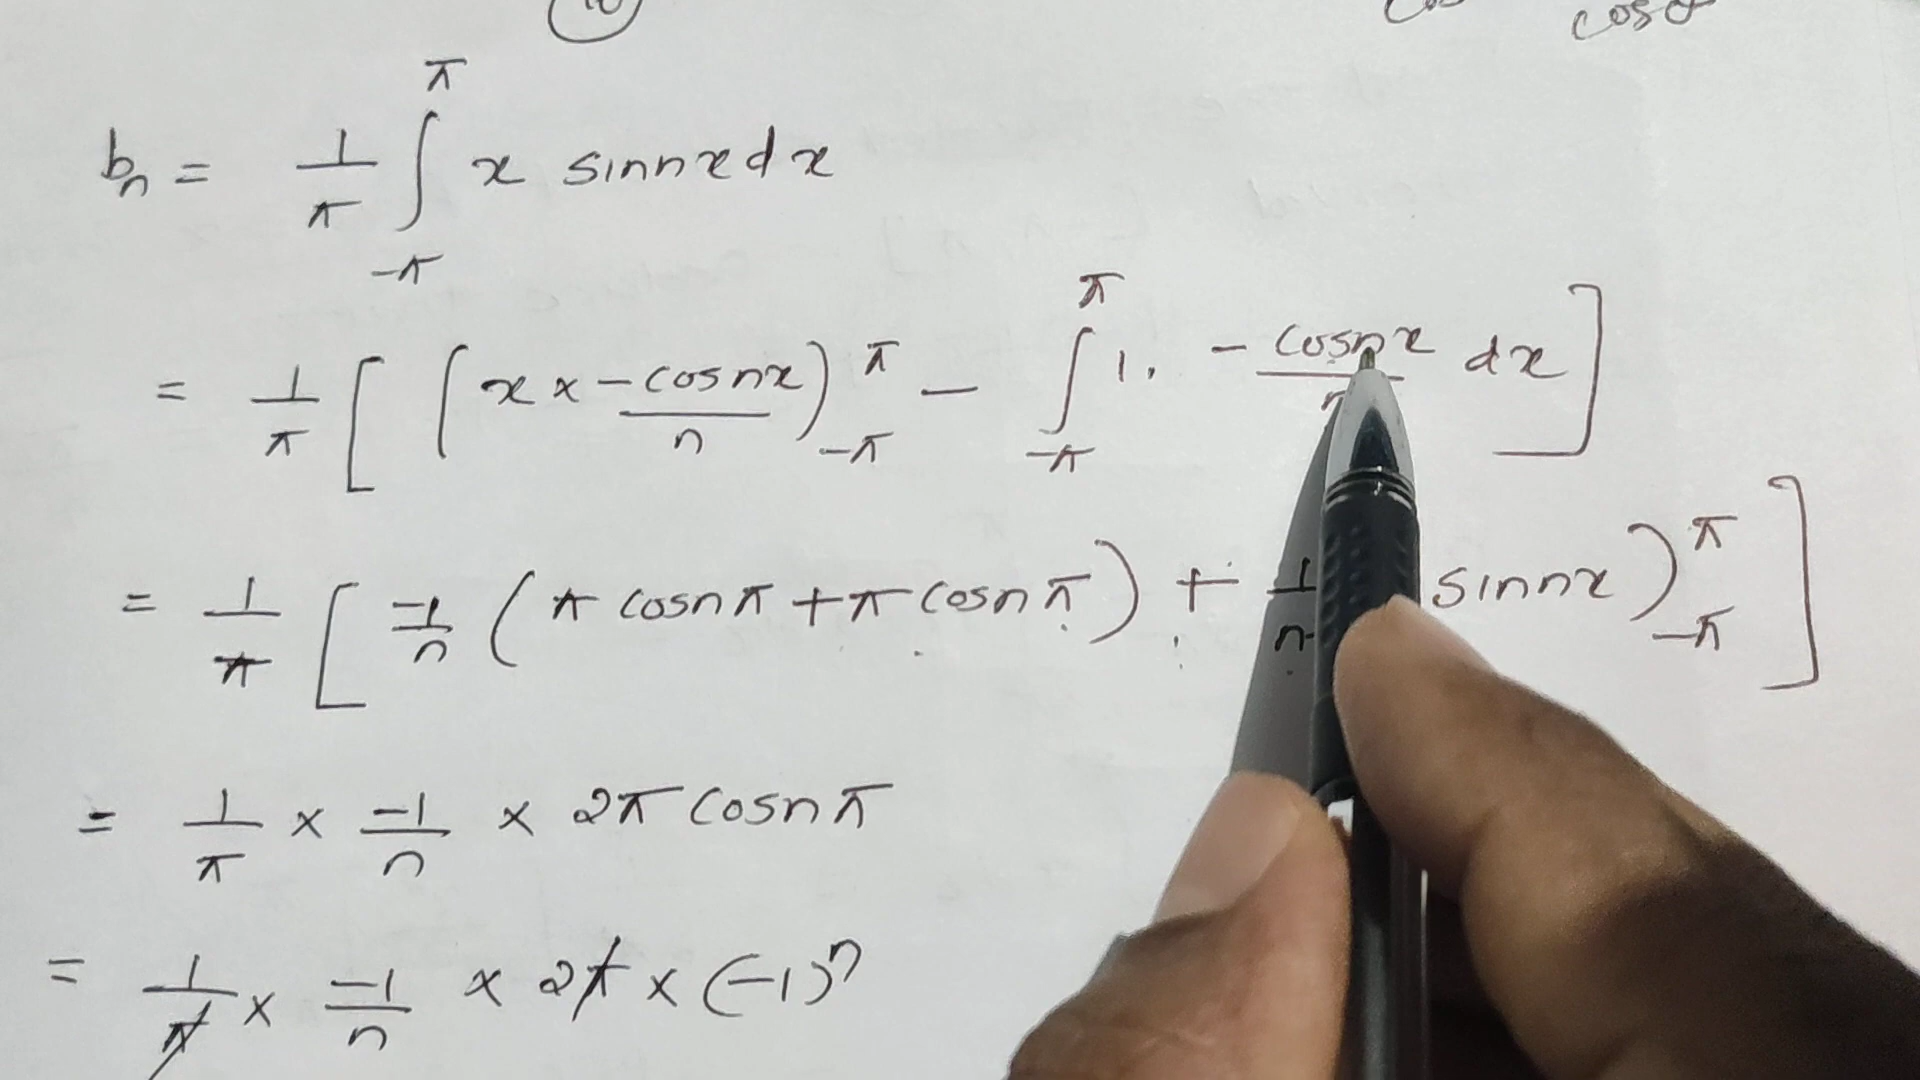 cosα
bₙ = 1/π ∫_{-π}^{π} x sinnx dx
= 1/π [ (x × -cosnx/n)_{-π}^{π} - ∫_{-π}^{π} 1. -cosnx/n dx ]
= 1/π [ -1/n (π cosnπ + π cosnπ) + 1/n sinnx)_{-π}^{π} ]
= 1/π × -1/n × 2π cosnπ
= 1/π × -1/n × 2π × (-1)ⁿ